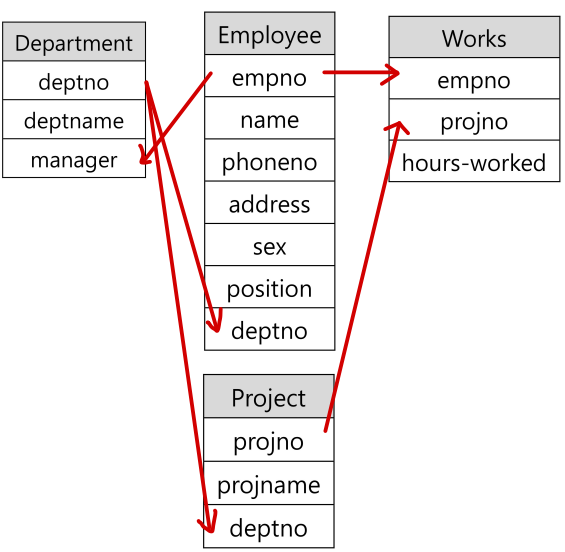 Department
deptno
deptname
manager
Employee
empno
name
phoneno
address
sex
position
deptno
Works
empno
projno
hours-worked
Project
projno
projname
deptno